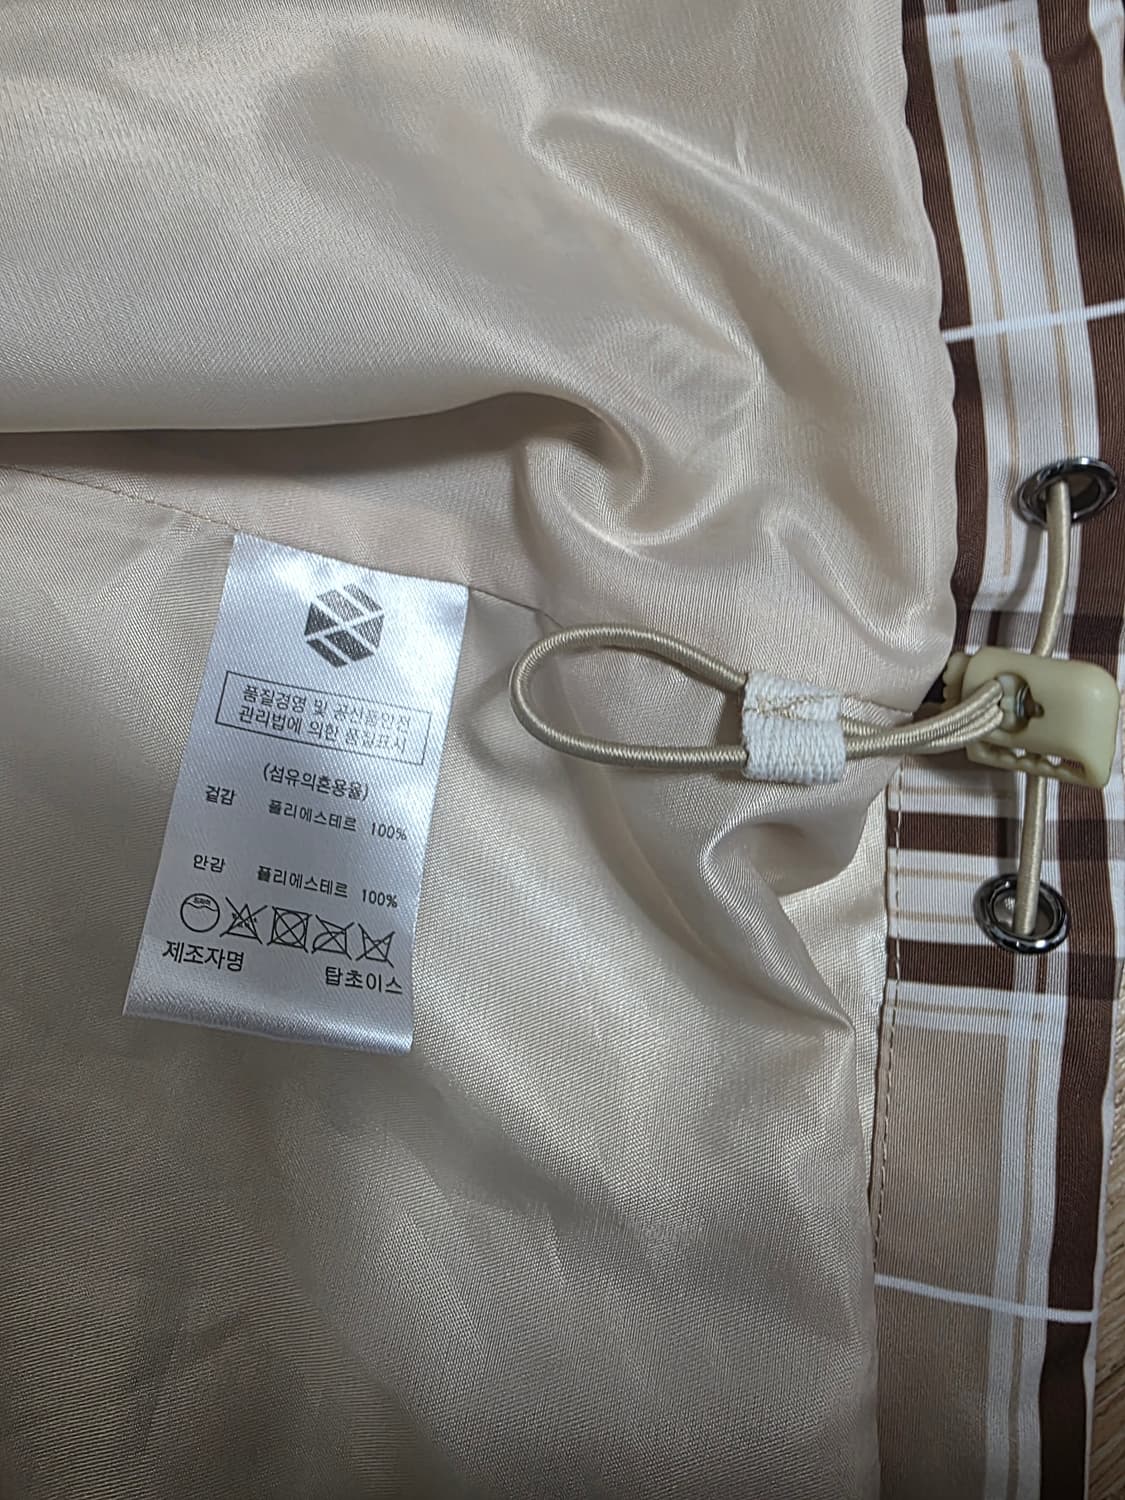 품질경영 및 공산품안전
관리법에 의한 품질표시
(섬유의혼용율)
겉감 폴리에스테르 100%
안감 폴리에스테르 100%
제조자명 탑초이스